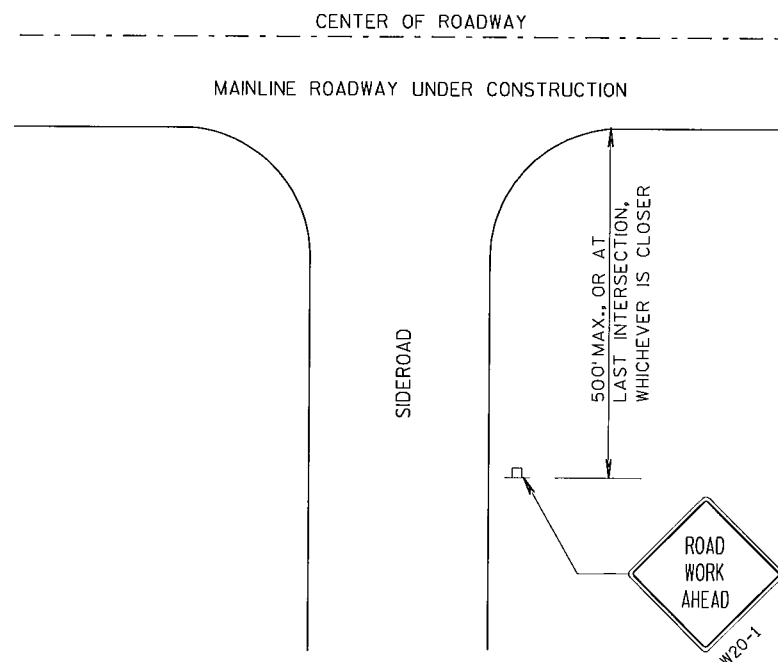 CENTER OF ROADWAY
MAINLINE ROADWAY UNDER CONSTRUCTION
500' MAX., OR AT
LAST INTERSECTION,
WHICHEVER IS CLOSER
SIDEROAD
ROAD
WORK
AHEAD
W20-1